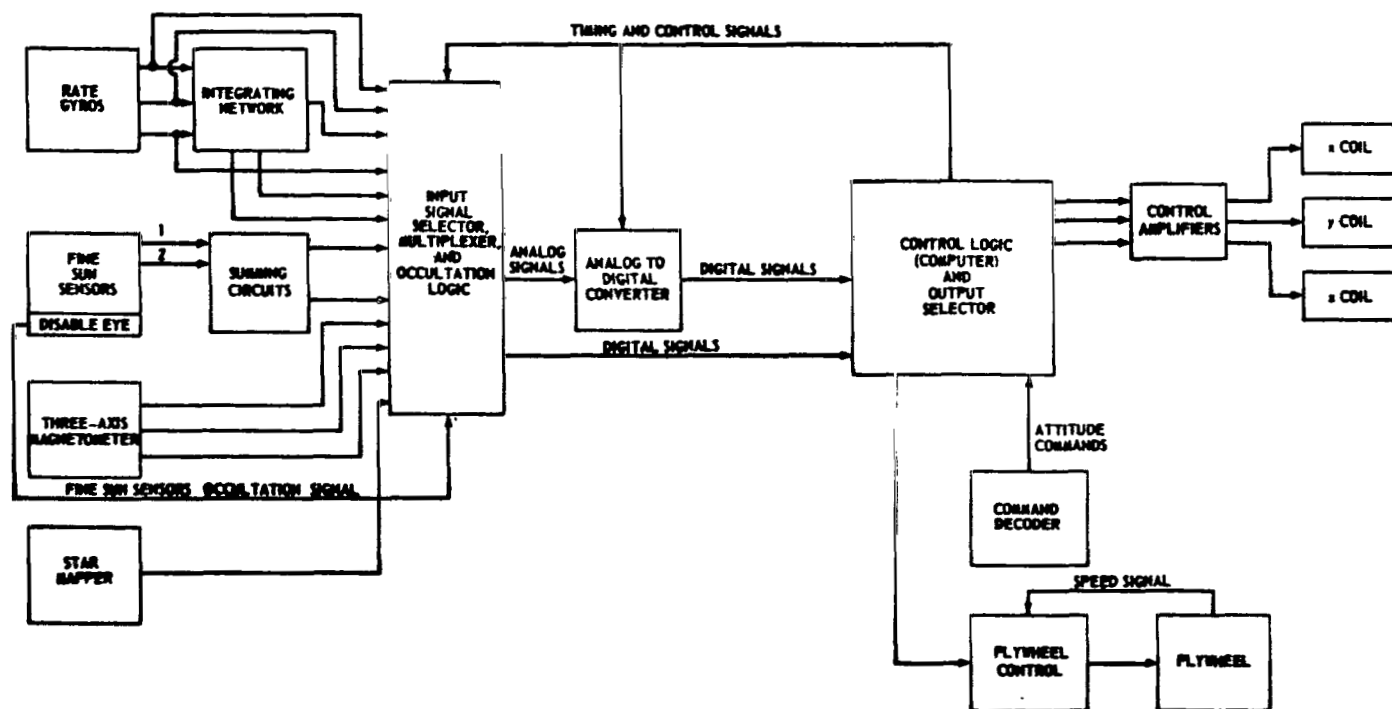 TIMING AND CONTROL SIGNALS
RATE
GYROS
INTEGRATING
NETWORK
INPUT
SIGNAL
SELECTOR,
MULTIPLEXER,
AND
OCCULTATION
LOGIC
1
2
FINE
SUN
SENSORS
DISABLE EYE
SUMMING
CIRCUITS
THREE-AXIS
MAGNETOMETER
FINE SUN SENSORS OCCULTATION SIGNAL
STAR
MAPPER
ANALOG
SIGNALS
ANALOG TO
DIGITAL
CONVERTER
DIGITAL SIGNALS
DIGITAL SIGNALS
CONTROL LOGIC
(COMPUTER)
AND
OUTPUT
SELECTOR
CONTROL
AMPLIFIERS
x COIL
y COIL
z COIL
ATTITUDE
COMMANDS
COMMAND
DECODER
SPEED SIGNAL
FLYWHEEL
CONTROL
FLYWHEEL